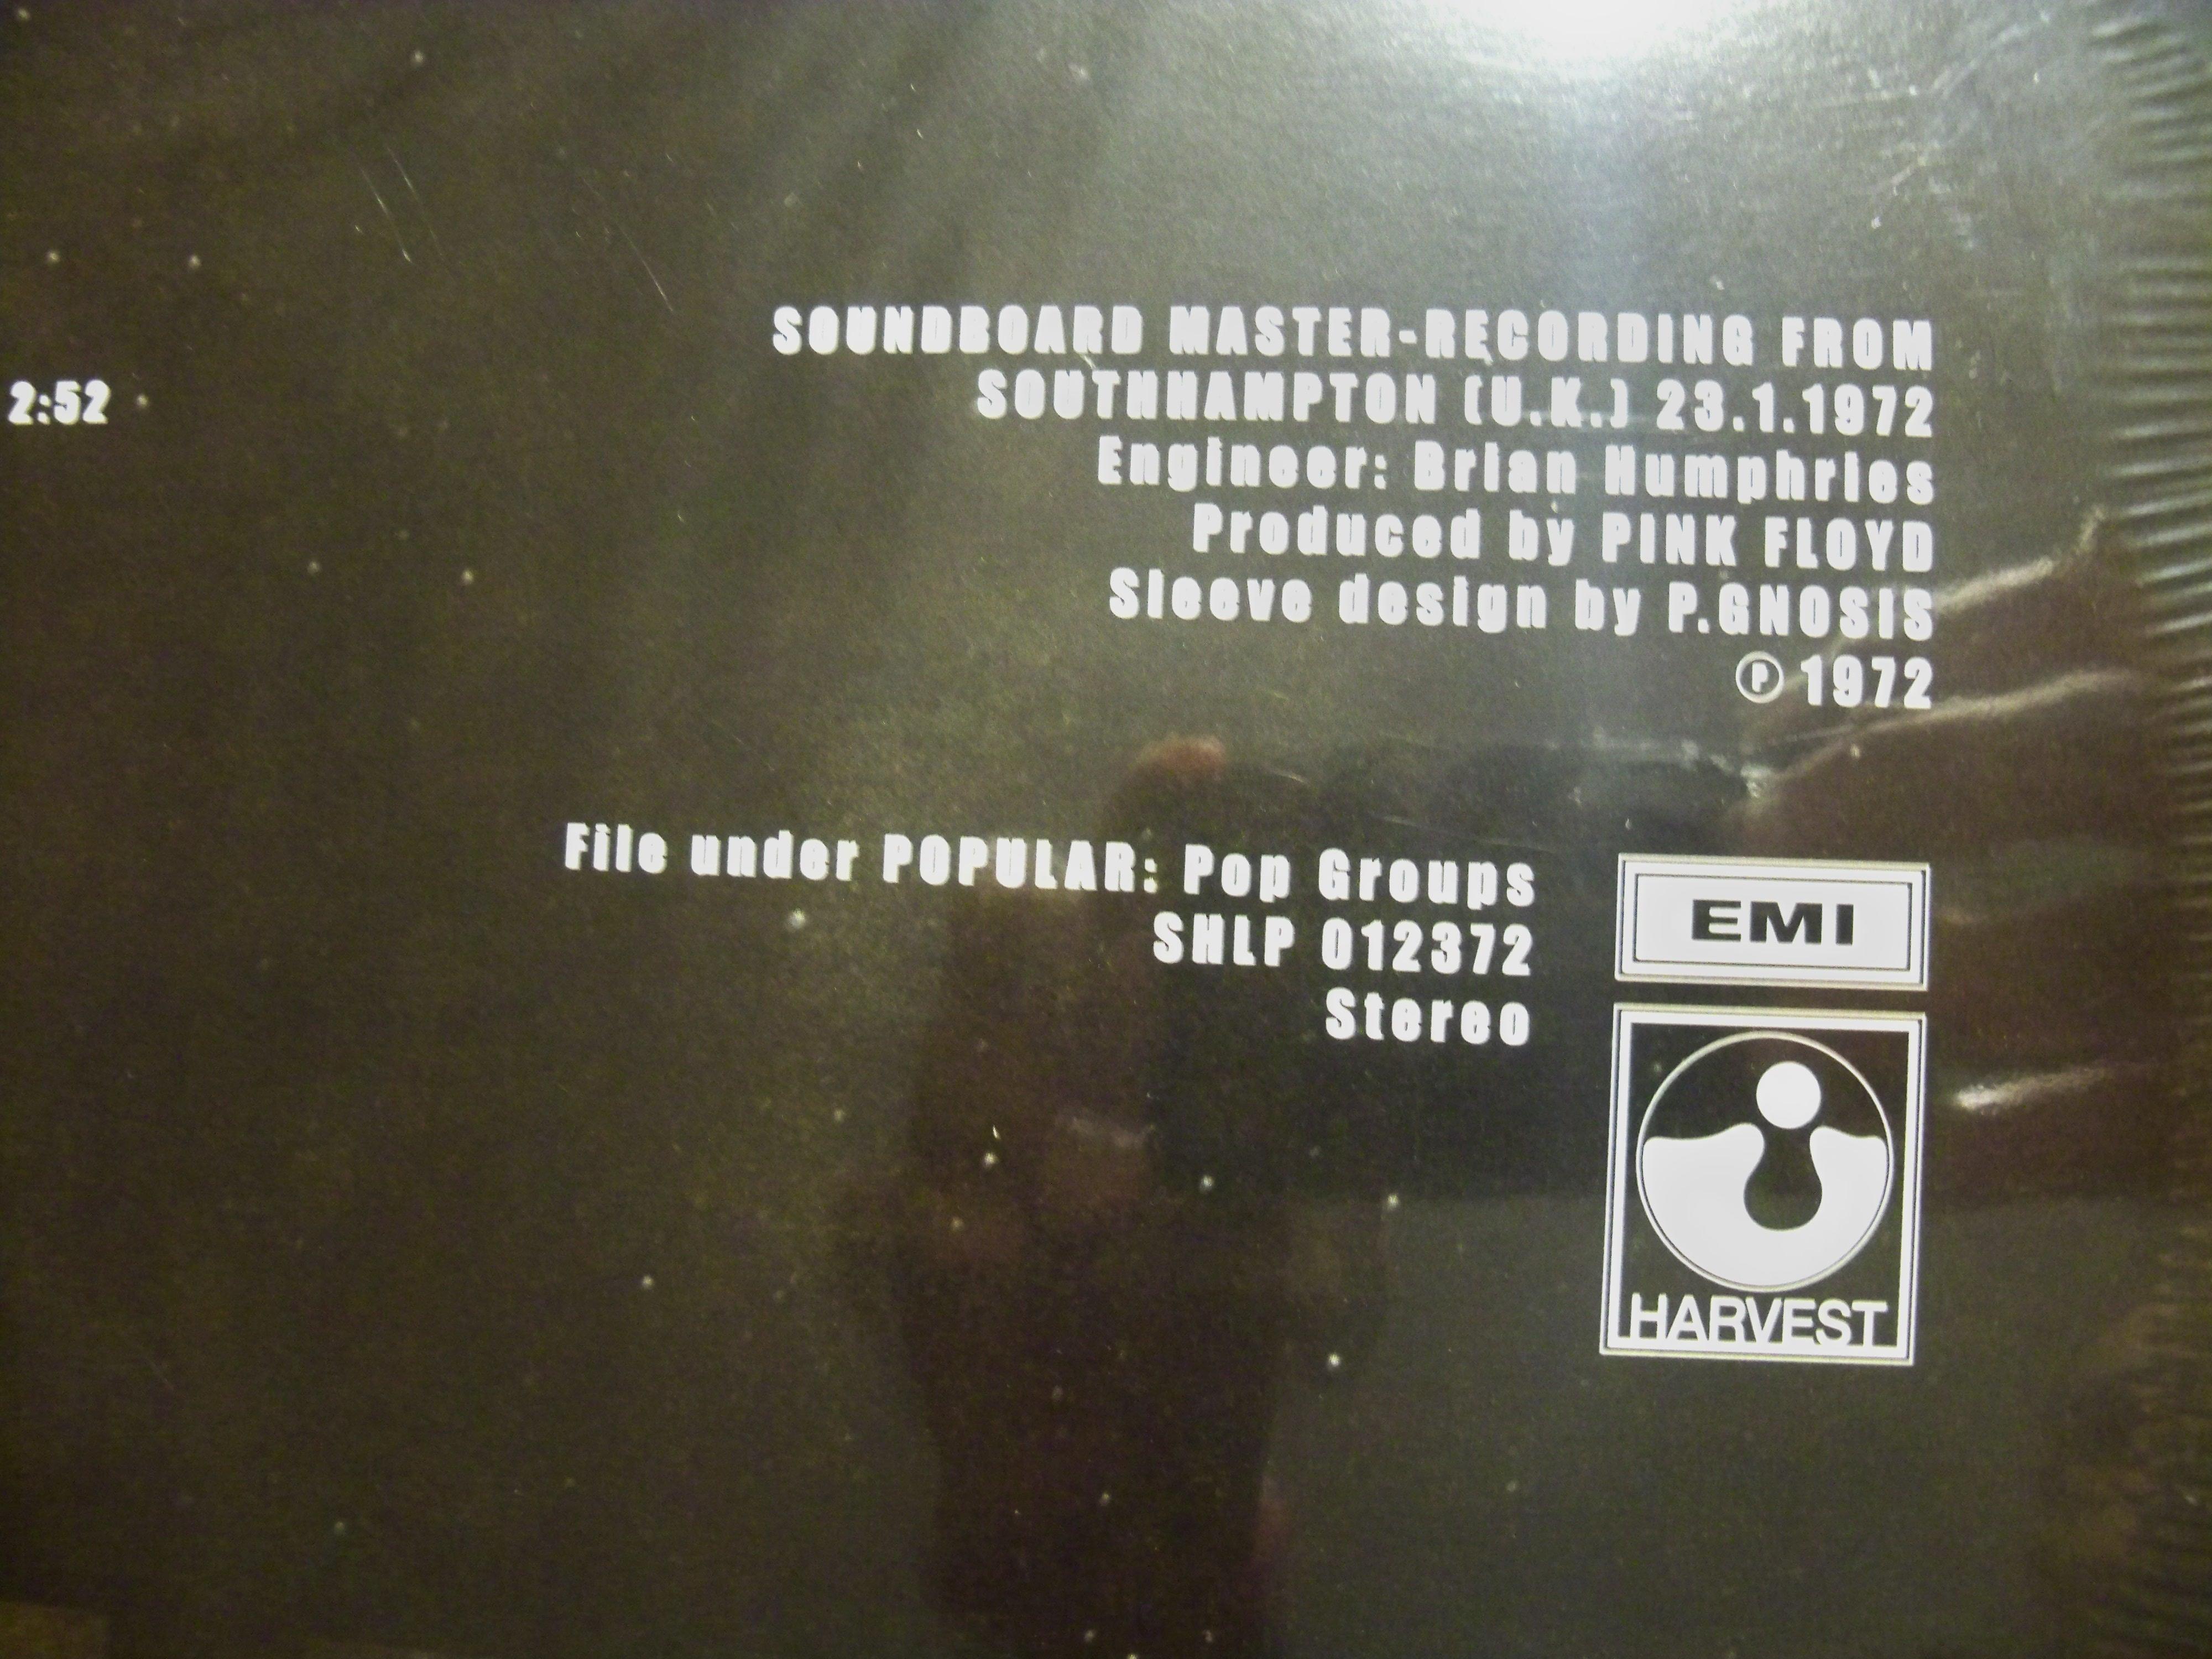 2:52
SOUNDBOARD MASTER-RECORDING FROM
SOUTHHAMPTON (U.K.) 23.1.1972
Engineer: Brian Humphries
Produced by PINK FLOYD
Sleeve design by P.GNOSIS
℗ 1972
File under POPULAR: Pop Groups
SHLP 012372
Stereo
EMI
HARVEST